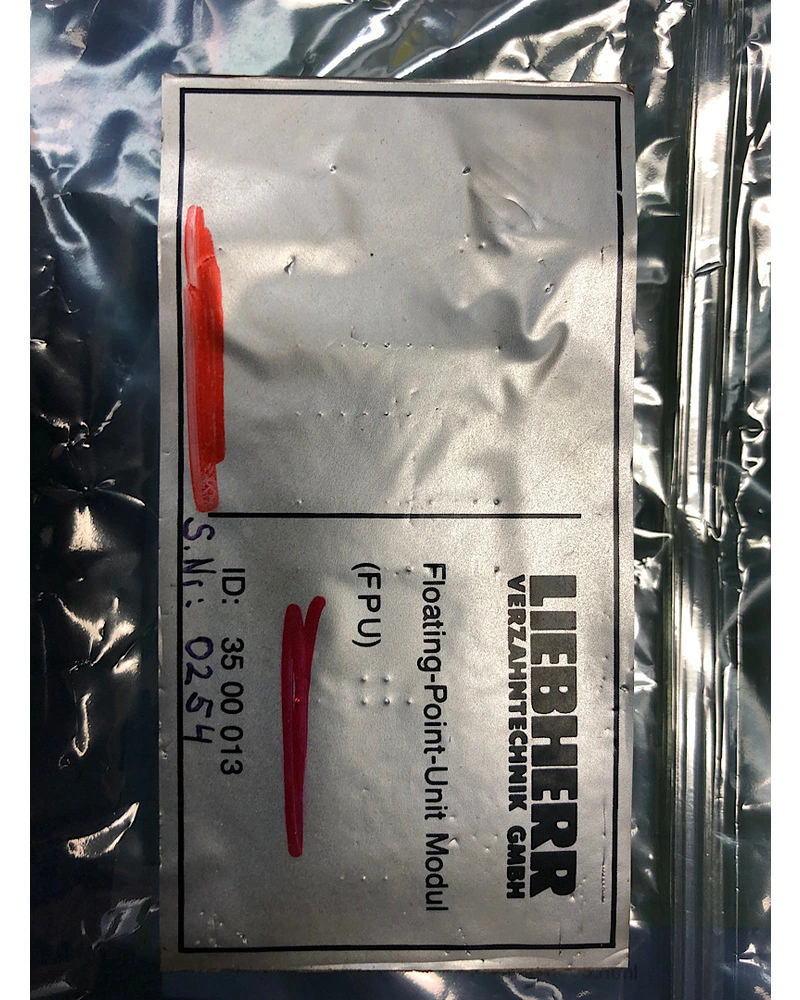 LIEBHERR
VERZAHNTECHNIK GMBH
Floating-Point-Unit Modul
(FPU)
ID: 35 00 013
S.Nr.: 0254